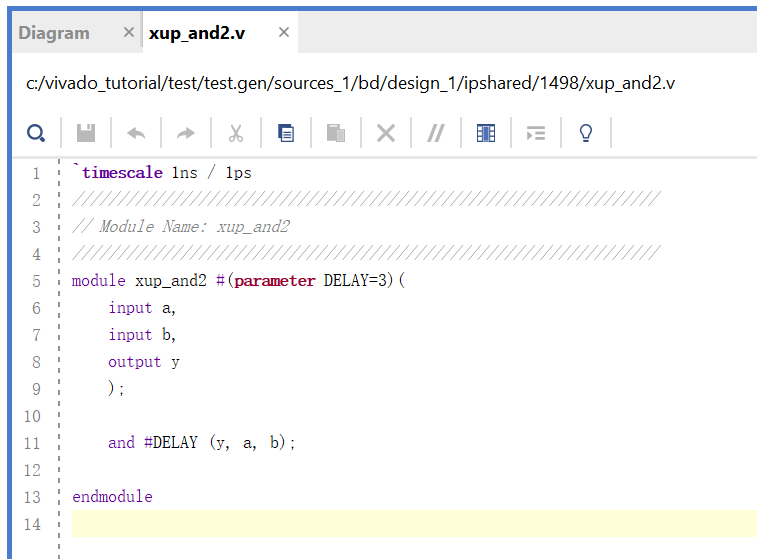 Diagram × xup_and2.v ×
c:/vivado_tutorial/test/test.gen/sources_1/bd/design_1/ipshared/1498/xup_and2.v
1 `timescale 1ns / 1ps
2 //////////////////////////////////////////////////////////////////
3 // Module Name: xup_and2
4 //////////////////////////////////////////////////////////////////
5 module xup_and2 #(parameter DELAY=3)(
6     input a,
7     input b,
8     output y
9     );
10
11     and #DELAY (y, a, b);
12
13 endmodule
14